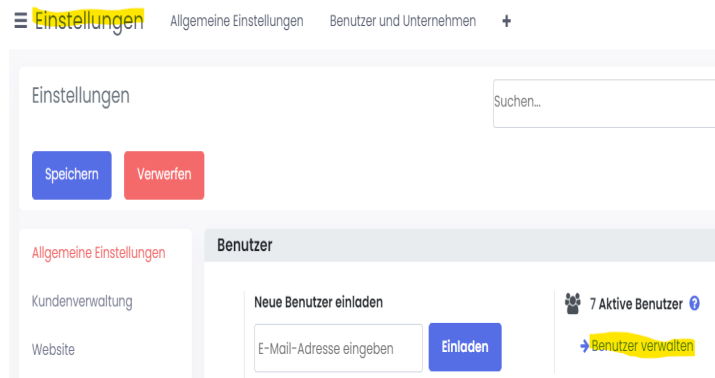 Einstellungen Allgemeine Einstellungen Benutzer und Unternehmen +
Einstellungen
Suchen...
Speichern Verwerfen
Allgemeine Einstellungen
Kundenverwaltung
Website
Benutzer
Neue Benutzer einladen
E-Mail-Adresse eingeben Einladen
7 Aktive Benutzer ?
Benutzer verwalten